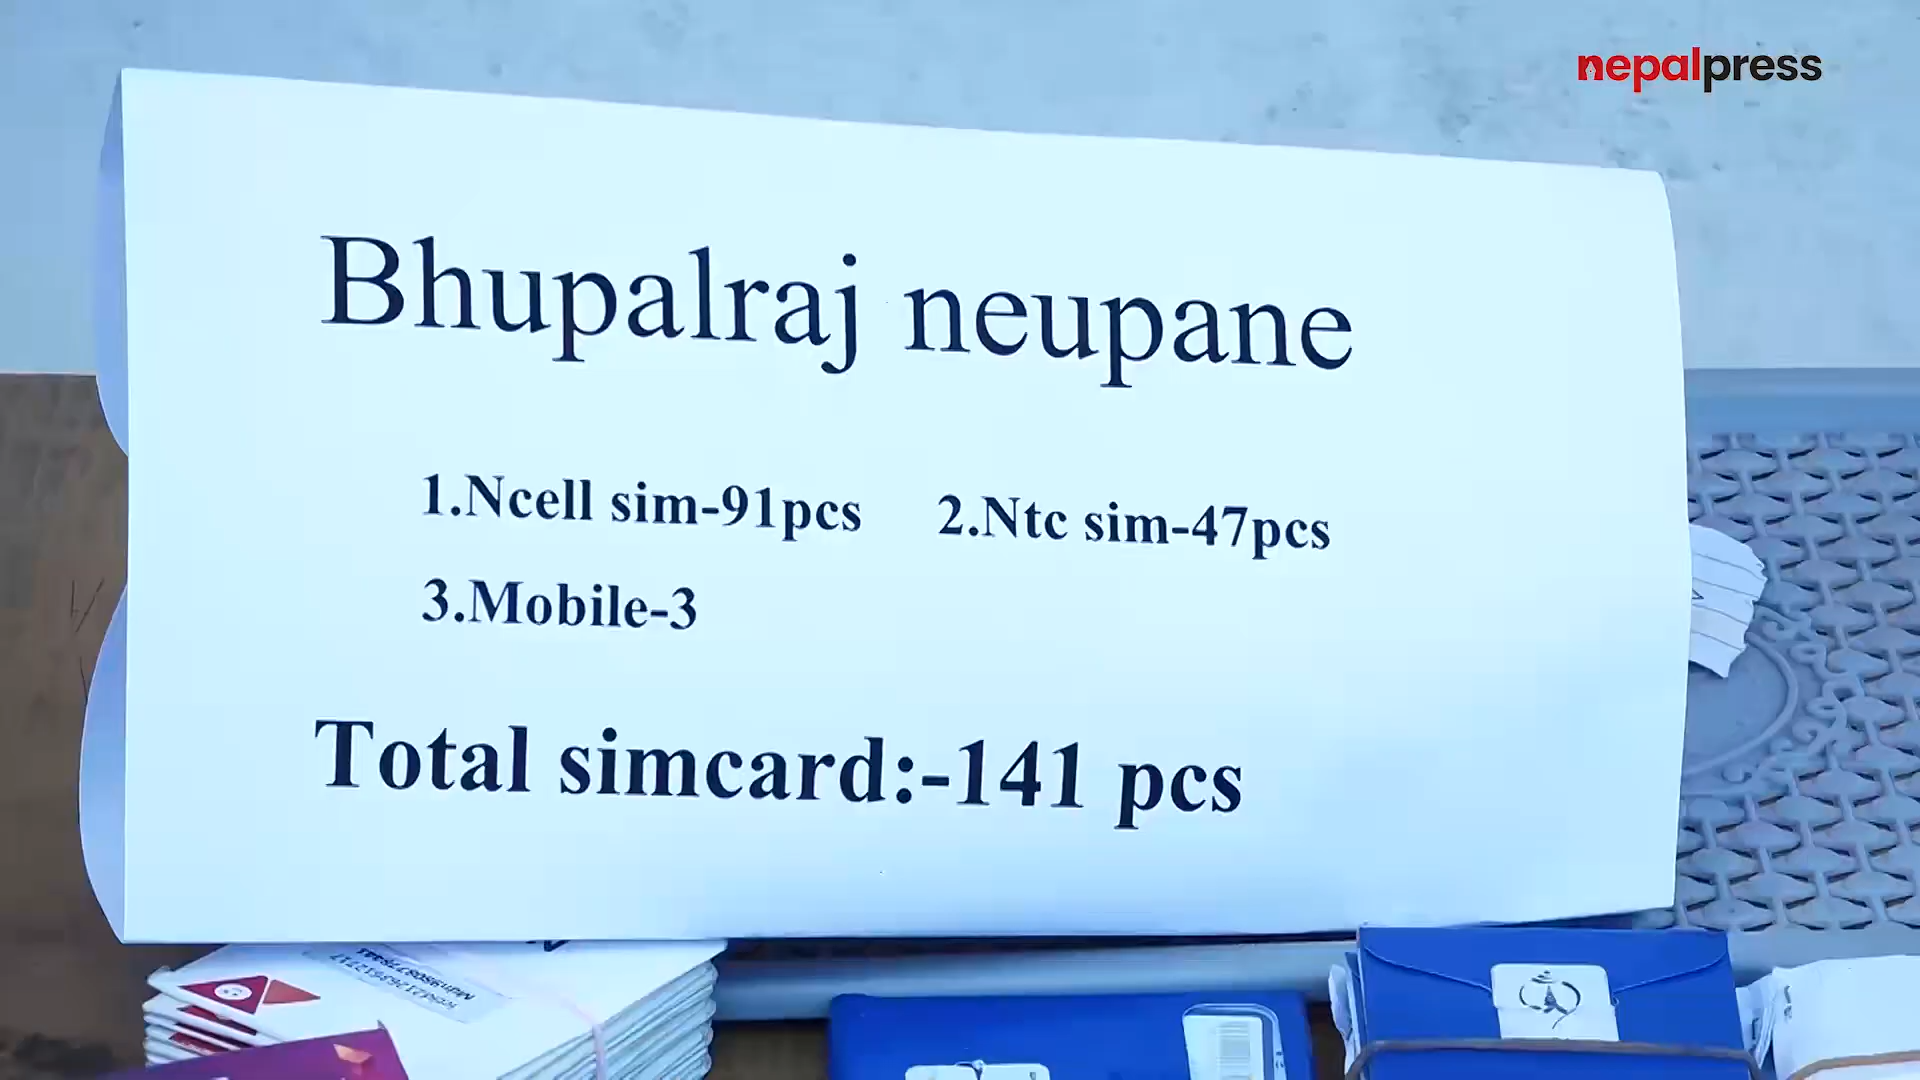 nepalpress
Bhupalraj neupane
1.Ncell sim-91pcs 2.Ntc sim-47pcs
3.Mobile-3
Total simcard:-141 pcs